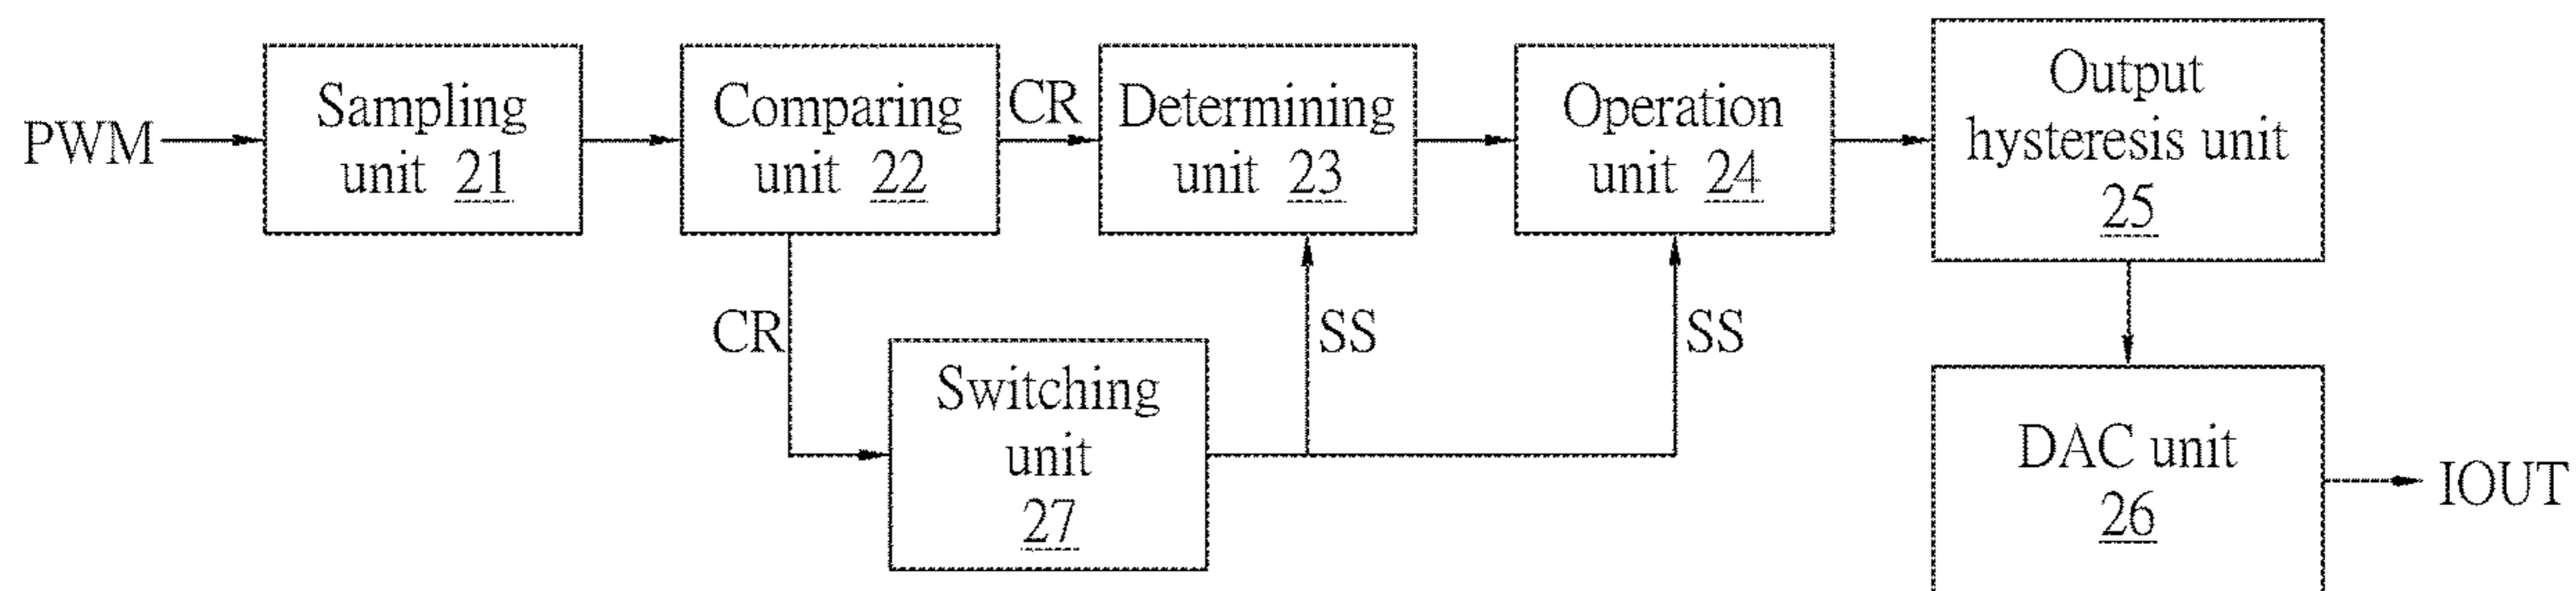 PWM
Sampling
unit 21
Comparing
unit 22
CR
Determining
unit 23
Operation
unit 24
Output
hysteresis unit
25
CR
Switching
unit
27
SS
SS
DAC unit
26
IOUT